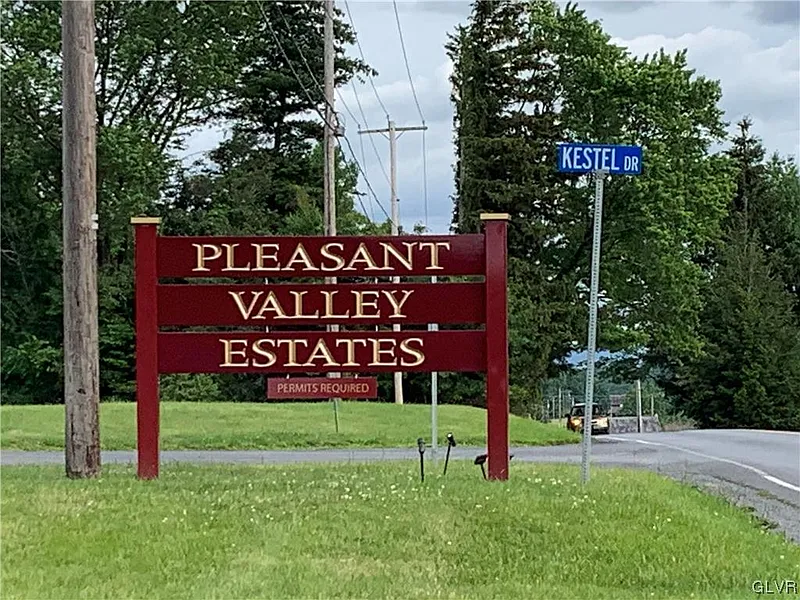 KESTEL DR
PLEASANT
VALLEY
ESTATES
PERMITS REQUIRED
GLVR